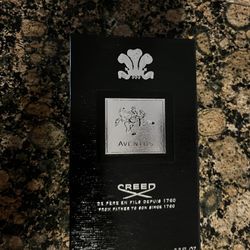 AVENTUS
CREED
DE PERE EN FILS DEPUIS 1760
FROM FATHER TO SON SINCE 1760